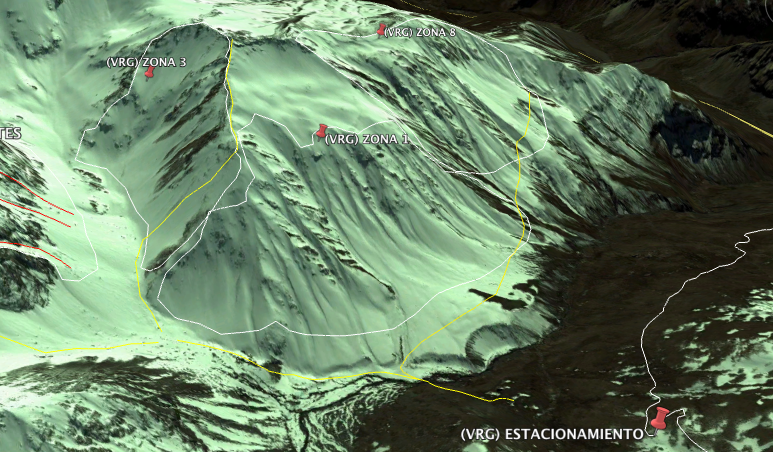 (VRG) ZONA 8
(VRG) ZONA 3
TES
(VRG) ZONA 1
(VRG) ESTACIONAMIENTO